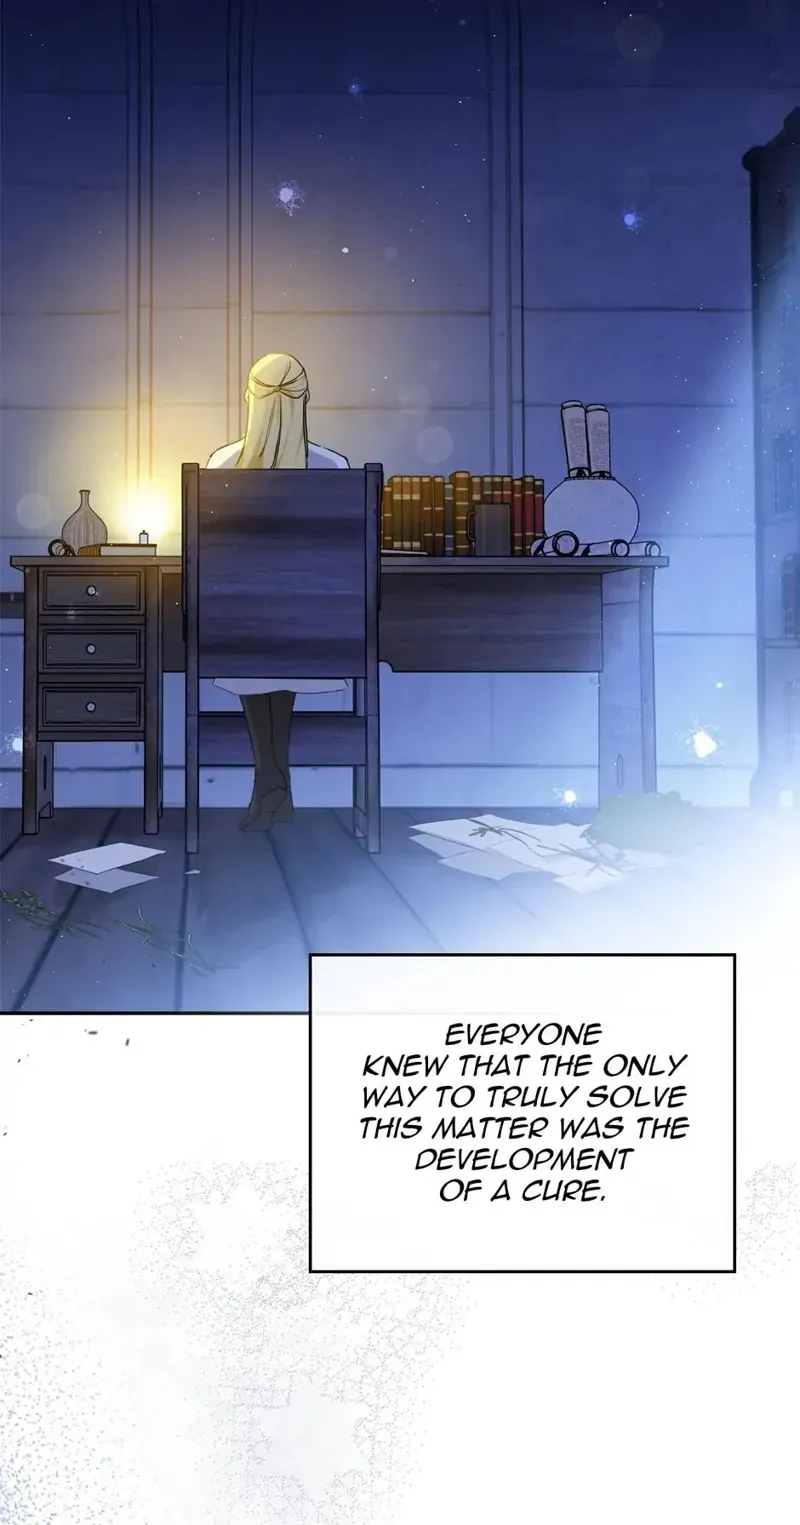 EVERYONE
KNEW THAT THE ONLY
WAY TO TRULY SOLVE
THIS MATTER WAS THE
DEVELOPMENT
OF A CURE.